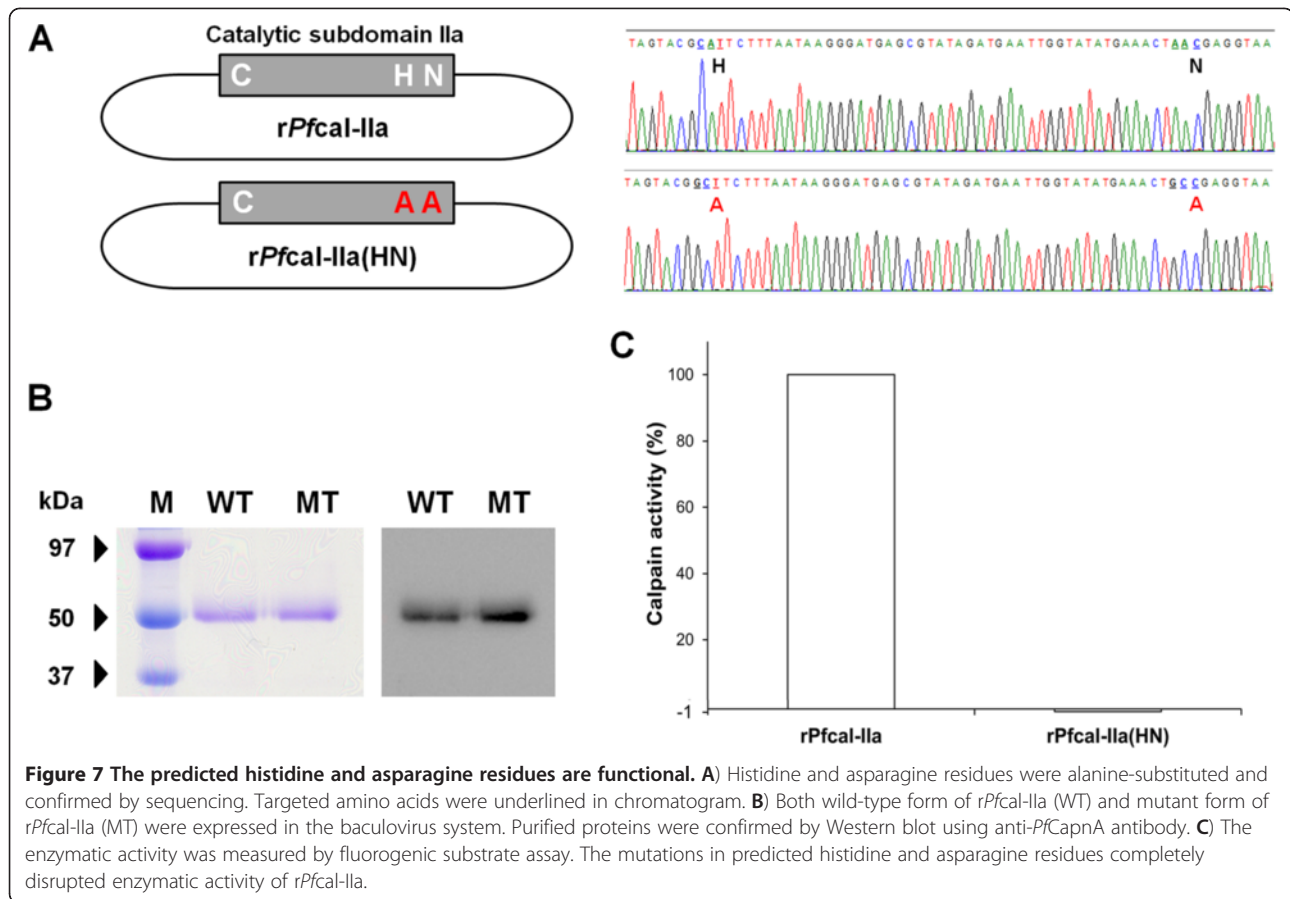 A
Catalytic subdomain IIa
C H N
rPfcal-IIa
C A A
rPfcal-IIa(HN)
TAGTACGCATTCTTTAATAAGGGATGAGCGTATAGATGAATTGGTATATGAAACTAACGAGGTAA
H N
TAGTACGGCTTCTTTAATAAGGGATGAGCGTATAGATGAATTGGTATATGAAACTGCCGAGGTAA
A A
B
kDa M WT MT WT MT
97
50
37
C
Calpain activity (%)
100
80
60
40
20
-1
rPfcal-IIa rPfcal-IIa(HN)
Figure 7 The predicted histidine and asparagine residues are functional. A) Histidine and asparagine residues were alanine-substituted and
confirmed by sequencing. Targeted amino acids were underlined in chromatogram. B) Both wild-type form of rPfcal-IIa (WT) and mutant form of
rPfcal-IIa (MT) were expressed in the baculovirus system. Purified proteins were confirmed by Western blot using anti-PfCapnA antibody. C) The
enzymatic activity was measured by fluorogenic substrate assay. The mutations in predicted histidine and asparagine residues completely
disrupted enzymatic activity of rPfcal-IIa.